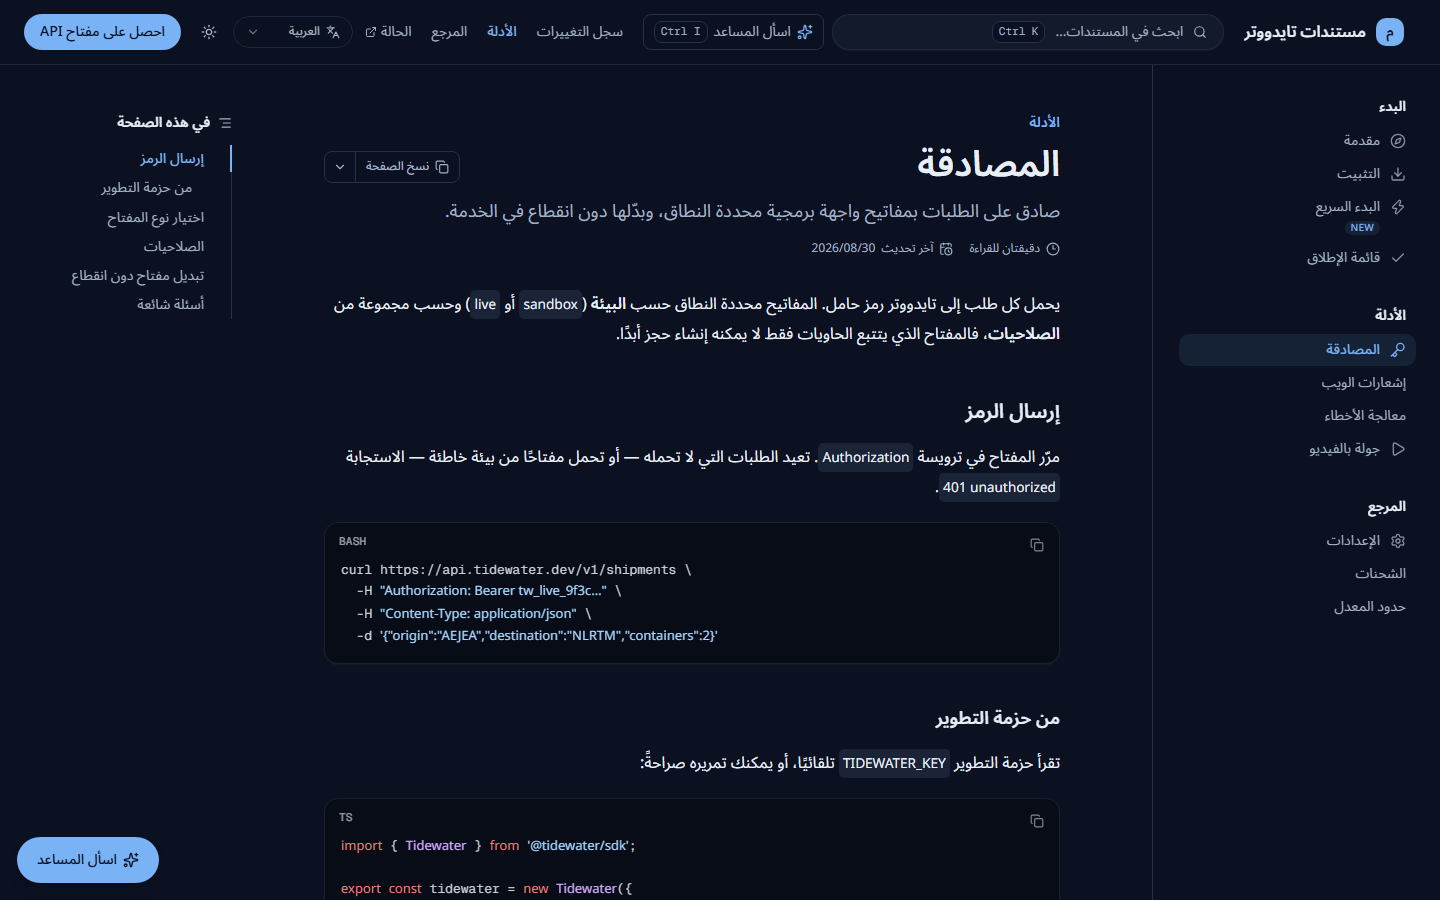 م
مستندات تايدووتر
ابحث في المستندات...
Ctrl K
اسأل المساعد
Ctrl I
سجل التغييرات
الأدلة
المرجع
الحالة
العربية
احصل على مفتاح API
البدء
مقدمة
التثبيت
البدء السريع
NEW
قائمة الإطلاق
الأدلة
المصادقة
إشعارات الويب
معالجة الأخطاء
جولة بالفيديو
المرجع
الإعدادات
الشحنات
حدود المعدل
الأدلة
المصادقة
نسخ الصفحة
صادق على الطلبات بمفاتيح واجهة برمجية محددة النطاق، وبدّلها دون انقطاع في الخدمة.
دقيقتان للقراءة
آخر تحديث 2026/08/30
يحمل كل طلب إلى تايدووتر رمز حامل. المفاتيح محددة النطاق حسب البيئة (sandbox أو live) وحسب مجموعة من
الصلاحيات، فالمفتاح الذي يتتبع الحاويات فقط لا يمكنه إنشاء حجز أبدًا.
إرسال الرمز
مرّر المفتاح في ترويسة Authorization. تعيد الطلبات التي لا تحمله — أو تحمل مفتاحًا من بيئة خاطئة — الاستجابة
401 unauthorized.
BASH
curl https://api.tidewater.dev/v1/shipments \
-H "Authorization: Bearer tw_live_9f3c…" \
-H "Content-Type: application/json" \
-d '{"origin":"AEJEA","destination":"NLRTM","containers":2}'
من حزمة التطوير
تقرأ حزمة التطوير TIDEWATER_KEY تلقائيًا، أو يمكنك تمريره صراحةً:
TS
import { Tidewater } from '@tidewater/sdk';
export const tidewater = new Tidewater({
في هذه الصفحة
إرسال الرمز
من حزمة التطوير
اختيار نوع المفتاح
الصلاحيات
تبديل مفتاح دون انقطاع
أسئلة شائعة
اسأل المساعد